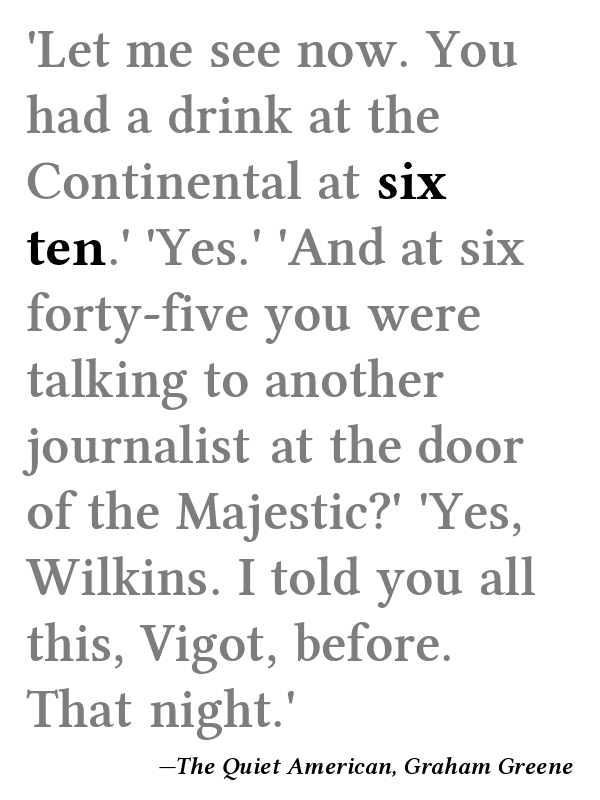 'Let me see now. You
had a drink at the
Continental at six
ten.' 'Yes.' 'And at six
forty-five you were
talking to another
journalist at the door
of the Majestic?' 'Yes,
Wilkins. I told you all
this, Vigot, before.
That night.'
—The Quiet American, Graham Greene